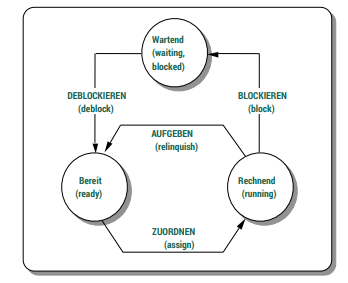 Wartend
(waiting,
blocked)
DEBLOCKIEREN
(deblock)
BLOCKIEREN
(block)
AUFGEBEN
(relinquish)
Bereit
(ready)
Rechnend
(running)
ZUORDNEN
(assign)